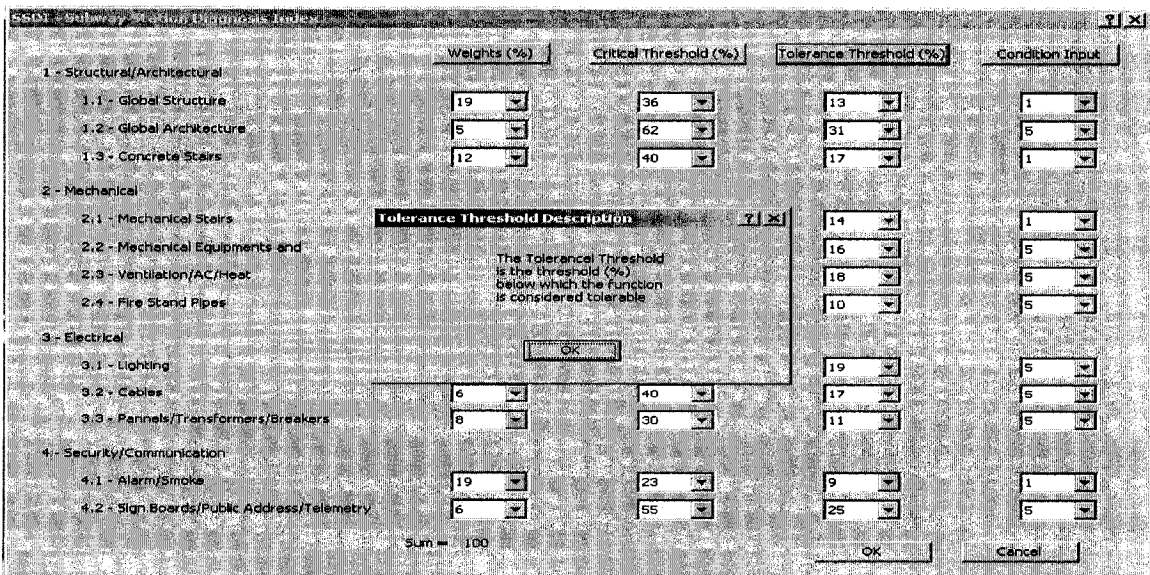 SSDI - Subway Station Diagnosis Index
Weights (%) Critical Threshold (%) Tolerance Threshold (%) Condition Input
1 - Structural/Architectural
1.1 - Global Structure 19 36 13 1
1.2 - Global Architecture 5 62 31 5
1.3 - Concrete Stairs 12 40 17 1
2 - Mechanical
2.1 - Mechanical Stairs 14 1
2.2 - Mechanical Equipments and 16 5
2.3 - Ventilation/AC/Heat 18 5
2.4 - Fire Stand Pipes 10 5
Tolerance Threshold Description
The Tolerancel Threshold
is the threshold (%)
below which the function
is considered tolerable
OK
3 - Electrical
3.1 - Lighting 19 5
3.2 - Cables 6 40 17 5
3.3 - Pannels/Transformers/Breakers 8 30 11 5
4 - Security/Communication
4.1 - Alarm/Smoke 19 23 9 1
4.2 - Sign Boards/Public Address/Telemetry 6 55 25 5
Sum = 100
OK Cancel